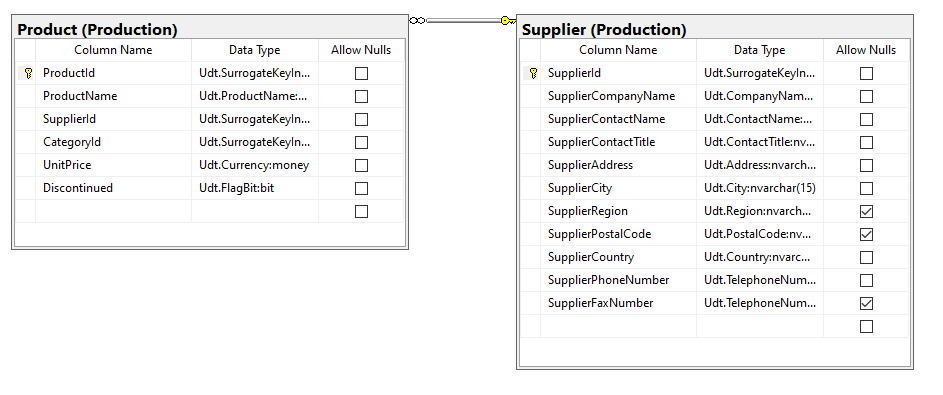 Product (Production)
Column Name Data Type Allow Nulls
ProductId Udt.SurrogateKeyIn...
ProductName Udt.ProductName:...
SupplierId Udt.SurrogateKeyIn...
CategoryId Udt.SurrogateKeyIn...
UnitPrice Udt.Currency:money
Discontinued Udt.FlagBit:bit
Supplier (Production)
Column Name Data Type Allow Nulls
SupplierId Udt.SurrogateKeyIn...
SupplierCompanyName Udt.CompanyNam...
SupplierContactName Udt.ContactName:...
SupplierContactTitle Udt.ContactTitle:nv...
SupplierAddress Udt.Address:nvarch...
SupplierCity Udt.City:nvarchar(15)
SupplierRegion Udt.Region:nvarch...
SupplierPostalCode Udt.PostalCode:nv...
SupplierCountry Udt.Country:nvarc...
SupplierPhoneNumber Udt.TelephoneNum...
SupplierFaxNumber Udt.TelephoneNum...